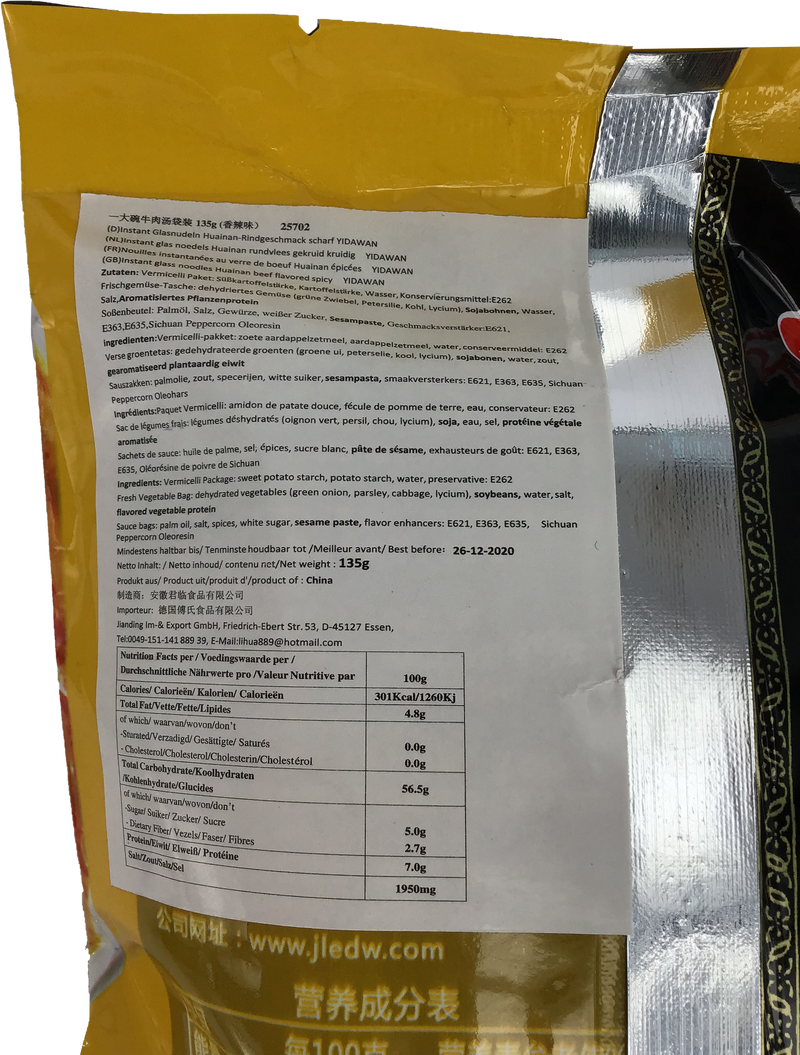 一大碗牛肉汤袋装 135g (香辣味) 25702
(D)Instant Glasnudeln Huainan-Rindgeschmack scharf YIDAWAN
(NL)Instant glas noedels Huainan rundvlees gekruid kruidig YIDAWAN
(FR)Nouilles instantanées au verre de boeuf Huainan épicées YIDAWAN
(GB)Instant glass noodles Huainan beef flavored spicy YIDAWAN
Zutaten: Vermicelli Paket: Süßkartoffelstärke, Kartoffelstärke, Wasser, Konservierungsmittel:E262
Frischgemüse-Tasche: dehydriertes Gemüse (grüne Zwiebel, Petersilie, Kohl, Lycium), Sojabohnen, Wasser,
Salz,Aromatisiertes Pflanzenprotein
Soßenbeutel: Palmöl, Salz, Gewürze, weißer Zucker, Sesampaste, Geschmacksverstärker:E621,
E363,E635,Sichuan Peppercorn Oleoresin
Ingredienten:Vermicelli-pakket: zoete aardappelzetmeel, aardappelzetmeel, water, conserveermiddel: E262
Verse groentetas: gedehydrateerde groenten (groene ui, peterselie, kool, lycium), sojabonen, water, zout,
gearomatiseerd plantaardig eiwit
Sauszakken: palmolie, zout, specerijen, witte suiker, sesampasta, smaakversterkers: E621, E363, E635, Sichuan
Peppercorn Oleohars
Ingrédients:Paquet Vermicelli: amidon de patate douce, fécule de pomme de terre, eau, conservateur: E262
Sac de légumes frais: légumes déshydratés (oignon vert, persil, chou, lycium), soja, eau, sel, protéine végétale
aromatisée
Sachets de sauce: huile de palme, sel, épices, sucre blanc, pâte de sésame, exhausteurs de goût: E621, E363,
E635, Oléorésine de poivre de Sichuan
Ingredients: Vermicelli Package: sweet potato starch, potato starch, water, preservative: E262
Fresh Vegetable Bag: dehydrated vegetables (green onion, parsley, cabbage, lycium), soybeans, water, salt,
flavored vegetable protein
Sauce bags: palm oil, salt, spices, white sugar, sesame paste, flavor enhancers: E621, E363, E635, Sichuan
Peppercorn Oleoresin
Mindestens haltbar bis/ Tenminste houdbaar tot /Meilleur avant/ Best before: 26-12-2020
Netto Inhalt: / Netto inhoud/ contenu net/Net weight : 135g
Produkt aus/ Product uit/produit d'/product of : China
制造商: 安徽君临食品有限公司
Importeur: 德国傅氏食品有限公司
Jianding Im-& Export GmbH, Friedrich-Ebert Str. 53, D-45127 Essen,
Tel:0049-151-141 889 39, E-Mail:lihua889@hotmail.com
Nutrition Facts per / Voedingswaarde per /
Durchschnittliche Nährwerte pro /Valeur Nutritive par 100g
Calories/ Calorieën/ Kalorien/ Calorieën 301Kcal/1260Kj
Total Fat/Vette/Fette/Lipides 4.8g
of which/ waarvan/wovon/don't
-Sturated/Verzadigd/ Gesättigte/ Saturés 0.0g
- Cholesterol/Cholesterol/Cholesterin/Cholestérol 0.0g
Total Carbohydrate/Koolhydraten
/Kohlenhydrate/Glucides 56.5g
of which/ waarvan/wovon/don't
-Sugar/ Suiker/ Zucker/ Sucre 5.0g
- Dietary Fiber/ Vezels/ Faser/ Fibres 2.7g
Protein/Eiwit/ Elweiß/ Protéine 7.0g
Salt/Zout/Salz/Sel 1950mg
公司网址：www.jledw.com
营养成分表
每100克